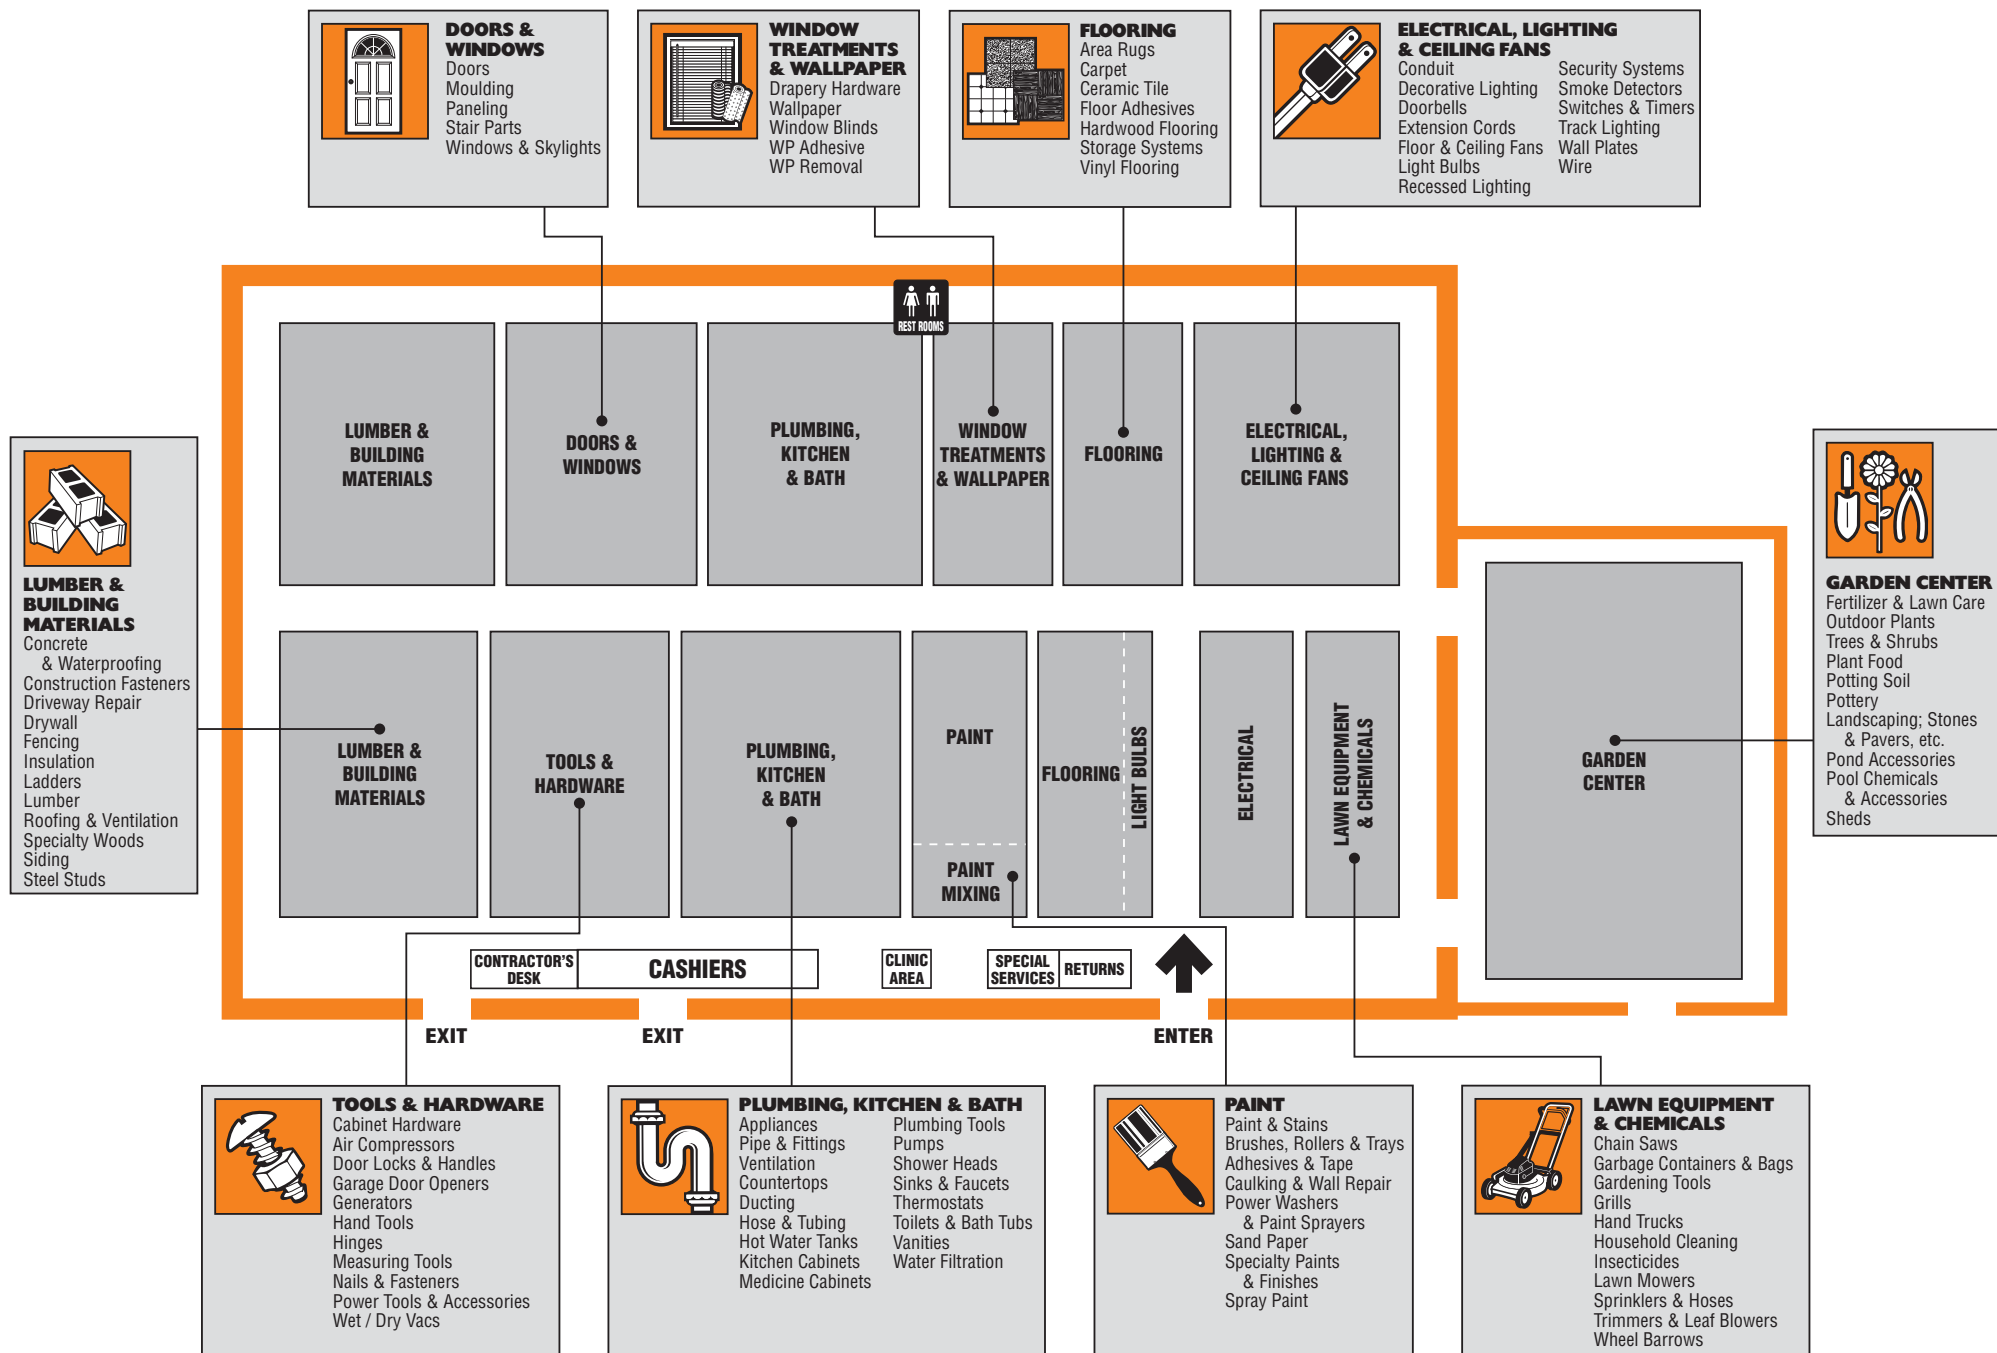 DOORS &
WINDOWS
Doors
Moulding
Paneling
Stair Parts
Windows & Skylights
WINDOW
TREATMENTS
& WALLPAPER
Drapery Hardware
Wallpaper
Window Blinds
WP Adhesive
WP Removal
FLOORING
Area Rugs
Carpet
Ceramic Tile
Floor Adhesives
Hardwood Flooring
Storage Systems
Vinyl Flooring
ELECTRICAL, LIGHTING
& CEILING FANS
Conduit
Decorative Lighting
Doorbells
Extension Cords
Floor & Ceiling Fans
Light Bulbs
Recessed Lighting
Security Systems
Smoke Detectors
Switches & Timers
Track Lighting
Wall Plates
Wire
REST ROOMS
LUMBER &
BUILDING
MATERIALS
DOORS &
WINDOWS
PLUMBING,
KITCHEN
& BATH
WINDOW
TREATMENTS
& WALLPAPER
FLOORING
ELECTRICAL,
LIGHTING &
CEILING FANS
LUMBER &
BUILDING
MATERIALS
Concrete
& Waterproofing
Construction Fasteners
Driveway Repair
Drywall
Fencing
Insulation
Ladders
Lumber
Roofing & Ventilation
Specialty Woods
Siding
Steel Studs
LUMBER &
BUILDING
MATERIALS
TOOLS &
HARDWARE
PLUMBING,
KITCHEN
& BATH
PAINT
PAINT
MIXING
FLOORING
LIGHT BULBS
ELECTRICAL
LAWN EQUIPMENT
& CHEMICALS
GARDEN
CENTER
GARDEN CENTER
Fertilizer & Lawn Care
Outdoor Plants
Trees & Shrubs
Plant Food
Potting Soil
Pottery
Landscaping; Stones
& Pavers, etc.
Pond Accessories
Pool Chemicals
& Accessories
Sheds
CONTRACTOR'S
DESK
CASHIERS
CLINIC
AREA
SPECIAL
SERVICES
RETURNS
EXIT
EXIT
ENTER
TOOLS & HARDWARE
Cabinet Hardware
Air Compressors
Door Locks & Handles
Garage Door Openers
Generators
Hand Tools
Hinges
Measuring Tools
Nails & Fasteners
Power Tools & Accessories
Wet / Dry Vacs
PLUMBING, KITCHEN & BATH
Appliances
Pipe & Fittings
Ventilation
Countertops
Ducting
Hose & Tubing
Hot Water Tanks
Kitchen Cabinets
Medicine Cabinets
Plumbing Tools
Pumps
Shower Heads
Sinks & Faucets
Thermostats
Toilets & Bath Tubs
Vanities
Water Filtration
PAINT
Paint & Stains
Brushes, Rollers & Trays
Adhesives & Tape
Caulking & Wall Repair
Power Washers
& Paint Sprayers
Sand Paper
Specialty Paints
& Finishes
Spray Paint
LAWN EQUIPMENT
& CHEMICALS
Chain Saws
Garbage Containers & Bags
Gardening Tools
Grills
Hand Trucks
Household Cleaning
Insecticides
Lawn Mowers
Sprinklers & Hoses
Trimmers & Leaf Blowers
Wheel Barrows